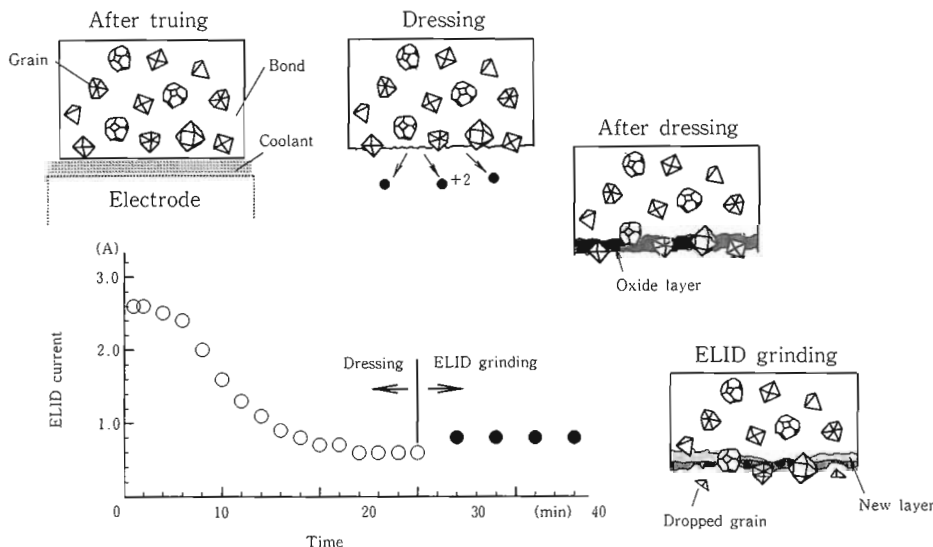 After truing
Grain
Bond
Coolant
Electrode
Dressing
+2
After dressing
Oxide layer
(A)
3.0
2.0
1.0
ELID current
Dressing
ELID grinding
0
10
20
30
(min)
40
Time
ELID grinding
Dropped grain
New layer